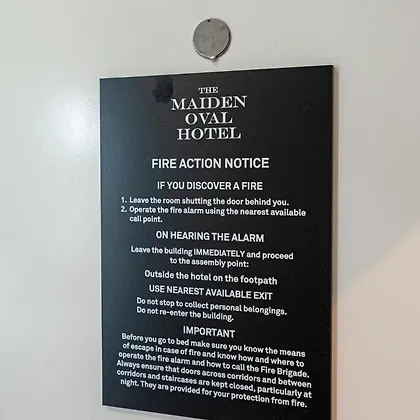 THE
MAIDEN
OVAL
HOTEL
FIRE ACTION NOTICE
IF YOU DISCOVER A FIRE
1. Leave the room shutting the door behind you.
2. Operate the fire alarm using the nearest available
call point.
ON HEARING THE ALARM
Leave the building IMMEDIATELY and proceed
to the assembly point:
Outside the hotel on the footpath
USE NEAREST AVAILABLE EXIT
Do not stop to collect personal belongings.
Do not re-enter the building.
IMPORTANT
Before you go to bed make sure you know the means
of escape in case of fire and know how and where to
operate the fire alarm and how to call the Fire Brigade.
Always ensure that doors across corridors and between
corridors and staircases are kept closed, particularly at
night. They are provided for your protection from fire.